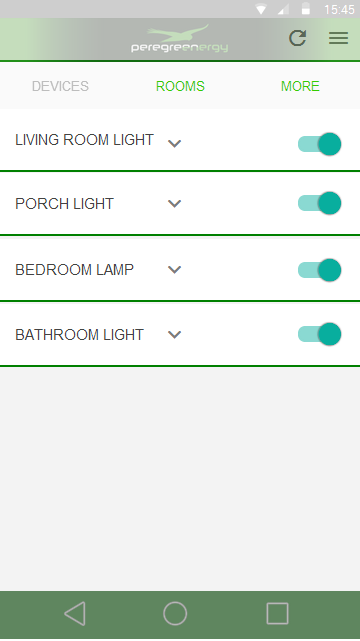 15:45
peregreenergy
DEVICES
ROOMS
MORE
LIVING ROOM LIGHT
PORCH LIGHT
BEDROOM LAMP
BATHROOM LIGHT